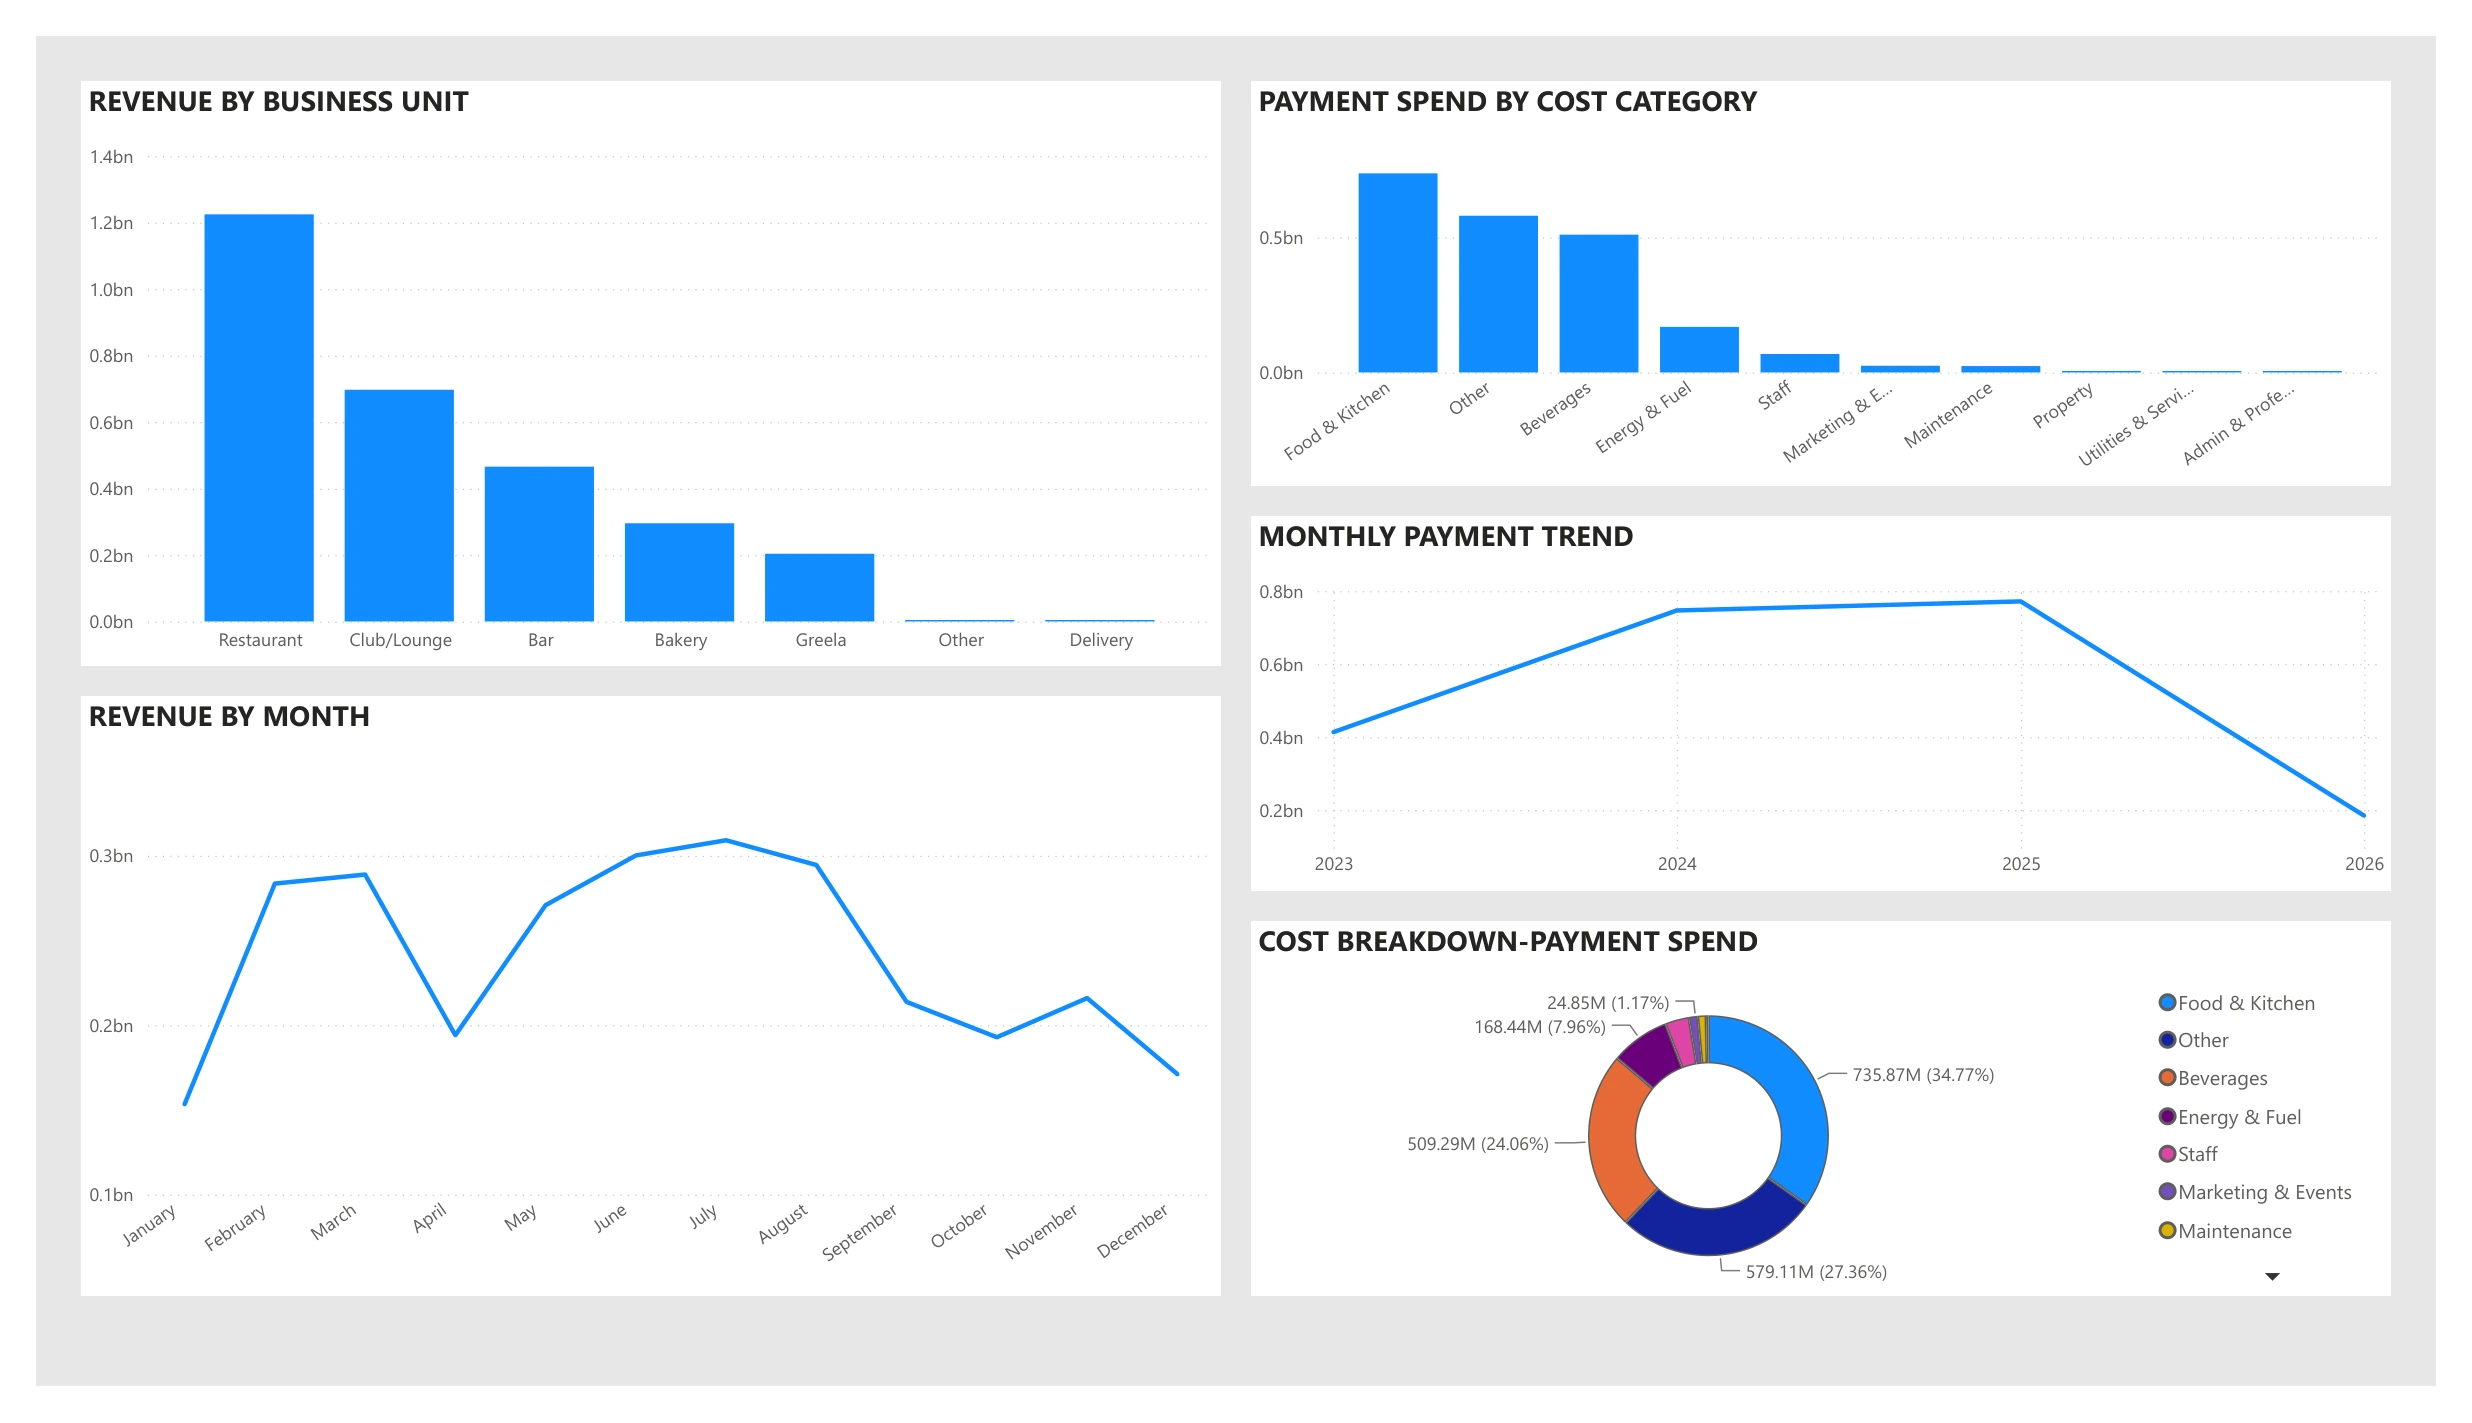 REVENUE BY BUSINESS UNIT
1.4bn
1.2bn
1.0bn
0.8bn
0.6bn
0.4bn
0.2bn
0.0bn
Restaurant Club/Lounge Bar Bakery Greela Other Delivery
REVENUE BY MONTH
0.3bn
0.2bn
0.1bn
January February March April May June July August September October November December
PAYMENT SPEND BY COST CATEGORY
0.5bn
0.0bn
Food & Kitchen Other Beverages Energy & Fuel Staff Marketing & E... Maintenance Property Utilities & Servi... Admin & Profe...
MONTHLY PAYMENT TREND
0.8bn
0.6bn
0.4bn
0.2bn
2023 2024 2025 2026
COST BREAKDOWN-PAYMENT SPEND
24.85M (1.17%)
168.44M (7.96%)
735.87M (34.77%)
509.29M (24.06%)
579.11M (27.36%)
Food & Kitchen
Other
Beverages
Energy & Fuel
Staff
Marketing & Events
Maintenance